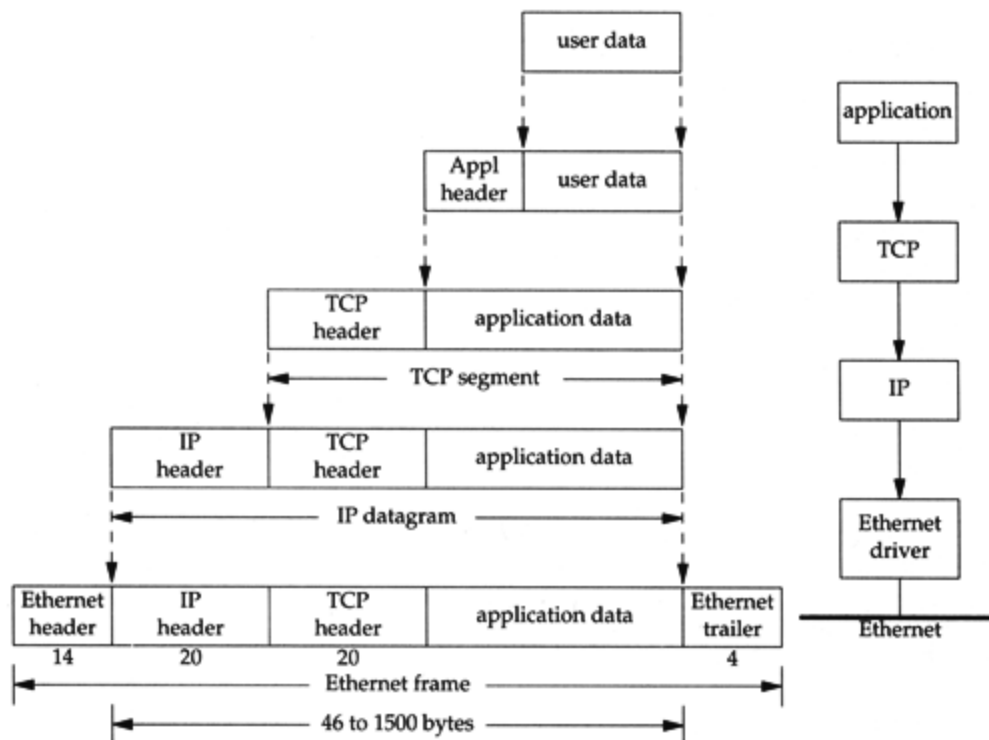 user data
application
Appl header
user data
TCP
TCP header
application data
TCP segment
IP
IP header
TCP header
application data
IP datagram
Ethernet driver
Ethernet header
IP header
TCP header
application data
Ethernet trailer
Ethernet
14
20
20
4
Ethernet frame
46 to 1500 bytes